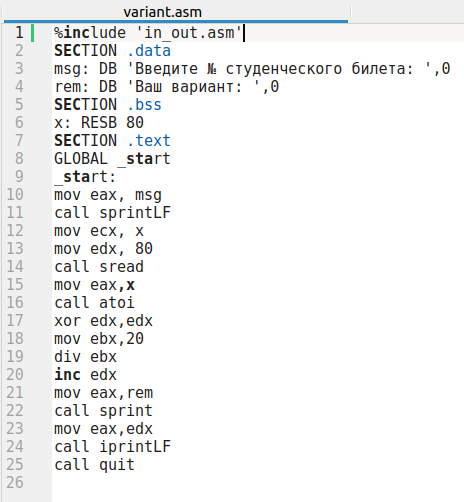 variant.asm
1 %include 'in_out.asm'
2 SECTION .data
3 msg: DB 'Введите № студенческого билета: ',0
4 rem: DB 'Ваш вариант: ',0
5 SECTION .bss
6 x: RESB 80
7 SECTION .text
8 GLOBAL _start
9 _start:
10 mov eax, msg
11 call sprintLF
12 mov ecx, x
13 mov edx, 80
14 call sread
15 mov eax,x
16 call atoi
17 xor edx,edx
18 mov ebx,20
19 div ebx
20 inc edx
21 mov eax,rem
22 call sprint
23 mov eax,edx
24 call iprintLF
25 call quit
26